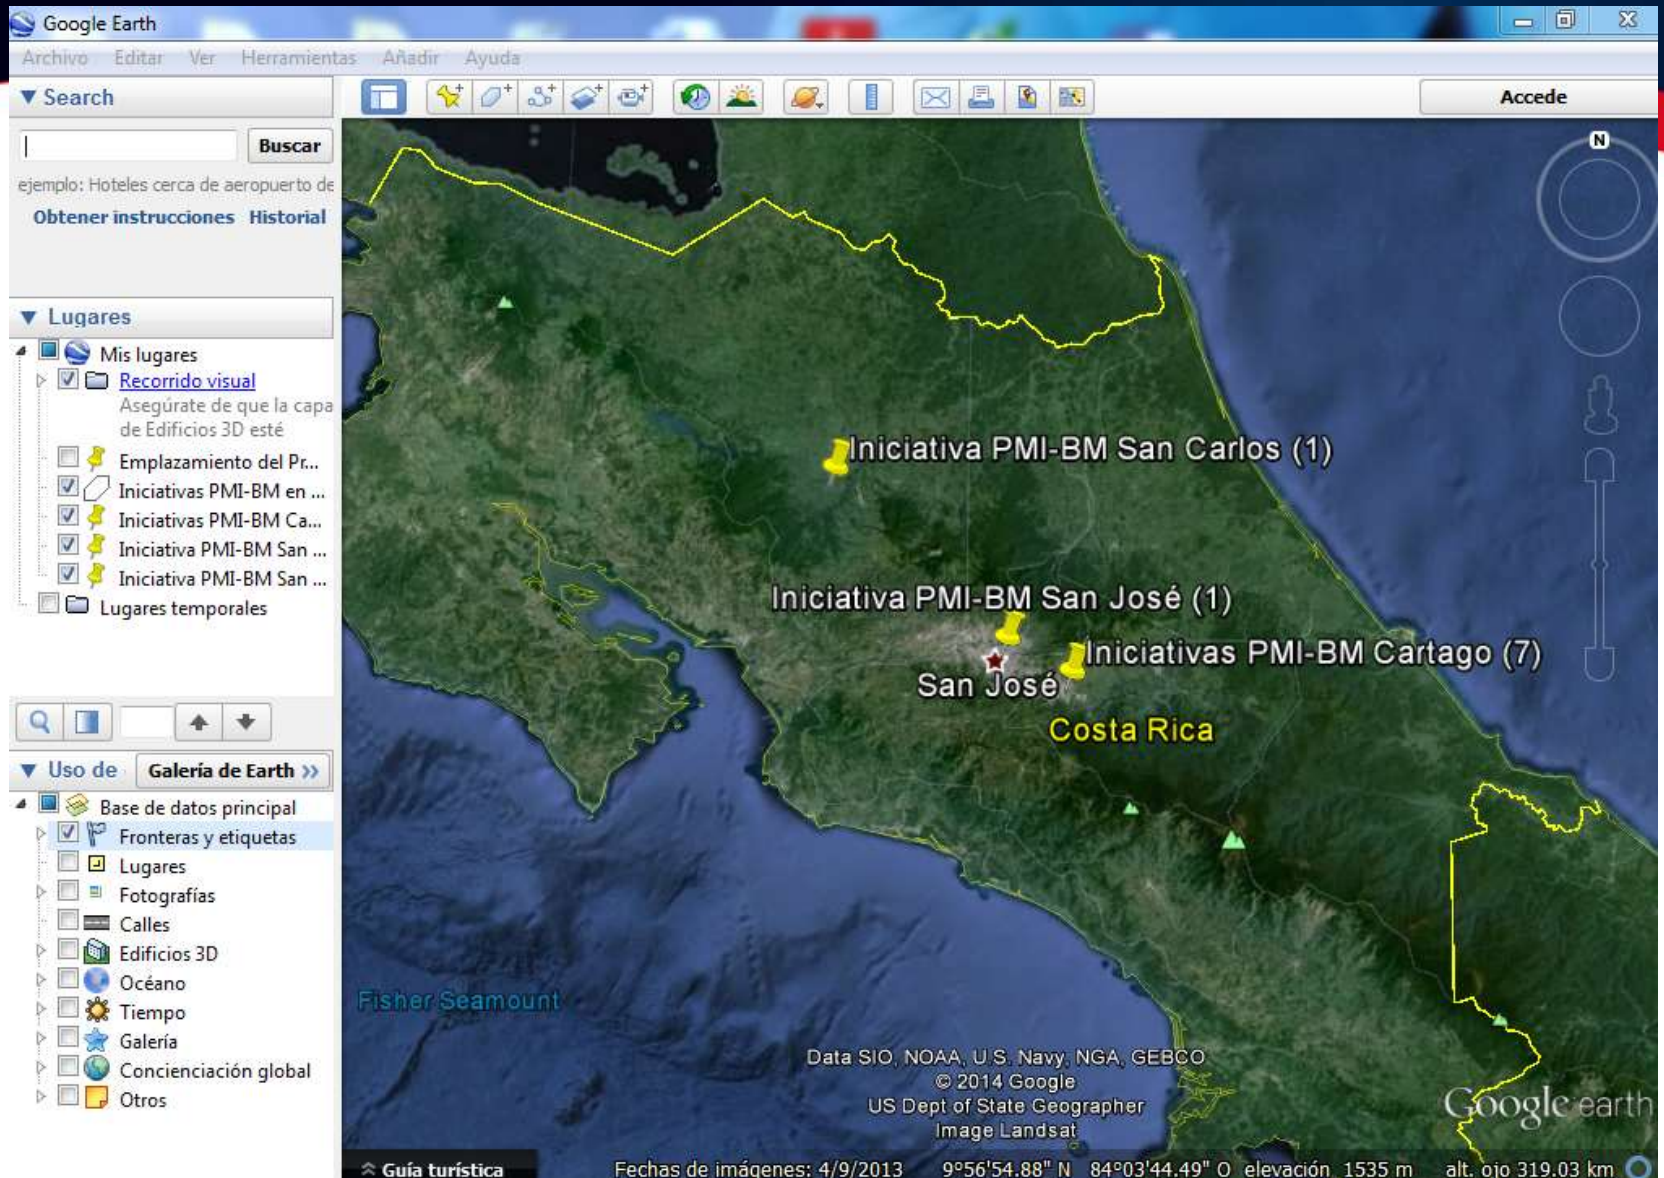 Google Earth
Archivo Editar Ver Herramientas Añadir Ayuda
Search
Buscar
ejemplo: Hoteles cerca de aeropuerto de
Obtener instrucciones Historial
Lugares
Mis lugares
Recorrido visual
Asegúrate de que la capa
de Edificios 3D esté
Emplazamiento del Pr...
Iniciativas PMI-BM en ...
Iniciativas PMI-BM Ca...
Iniciativa PMI-BM San ...
Iniciativa PMI-BM San ...
Lugares temporales
Uso de
Galería de Earth >>
Base de datos principal
Fronteras y etiquetas
Lugares
Fotografías
Calles
Edificios 3D
Océano
Tiempo
Galería
Concienciación global
Otros
Accede
N
Iniciativa PMI-BM San Carlos (1)
Iniciativa PMI-BM San José (1)
Iniciativas PMI-BM Cartago (7)
San José
Costa Rica
Fisher Seamount
Data SIO, NOAA, U.S. Navy, NGA, GEBCO
© 2014 Google
US Dept of State Geographer
Image Landsat
Google earth
Guía turística
Fechas de imágenes: 4/9/2013 9°56'54.88" N 84°03'44.49" O elevación 1535 m alt. ojo 319.03 km